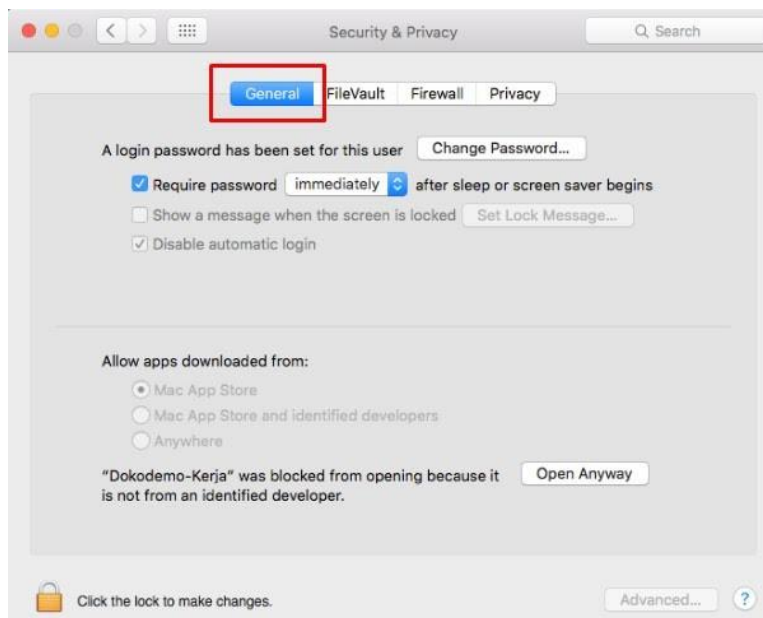 Security & Privacy
Search
General FileVault Firewall Privacy
A login password has been set for this user Change Password...
Require password immediately after sleep or screen saver begins
Show a message when the screen is locked Set Lock Message...
Disable automatic login
Allow apps downloaded from:
Mac App Store
Mac App Store and identified developers
Anywhere
"Dokodemo-Kerja" was blocked from opening because it Open Anyway
is not from an identified developer.
Click the lock to make changes.
Advanced... ?